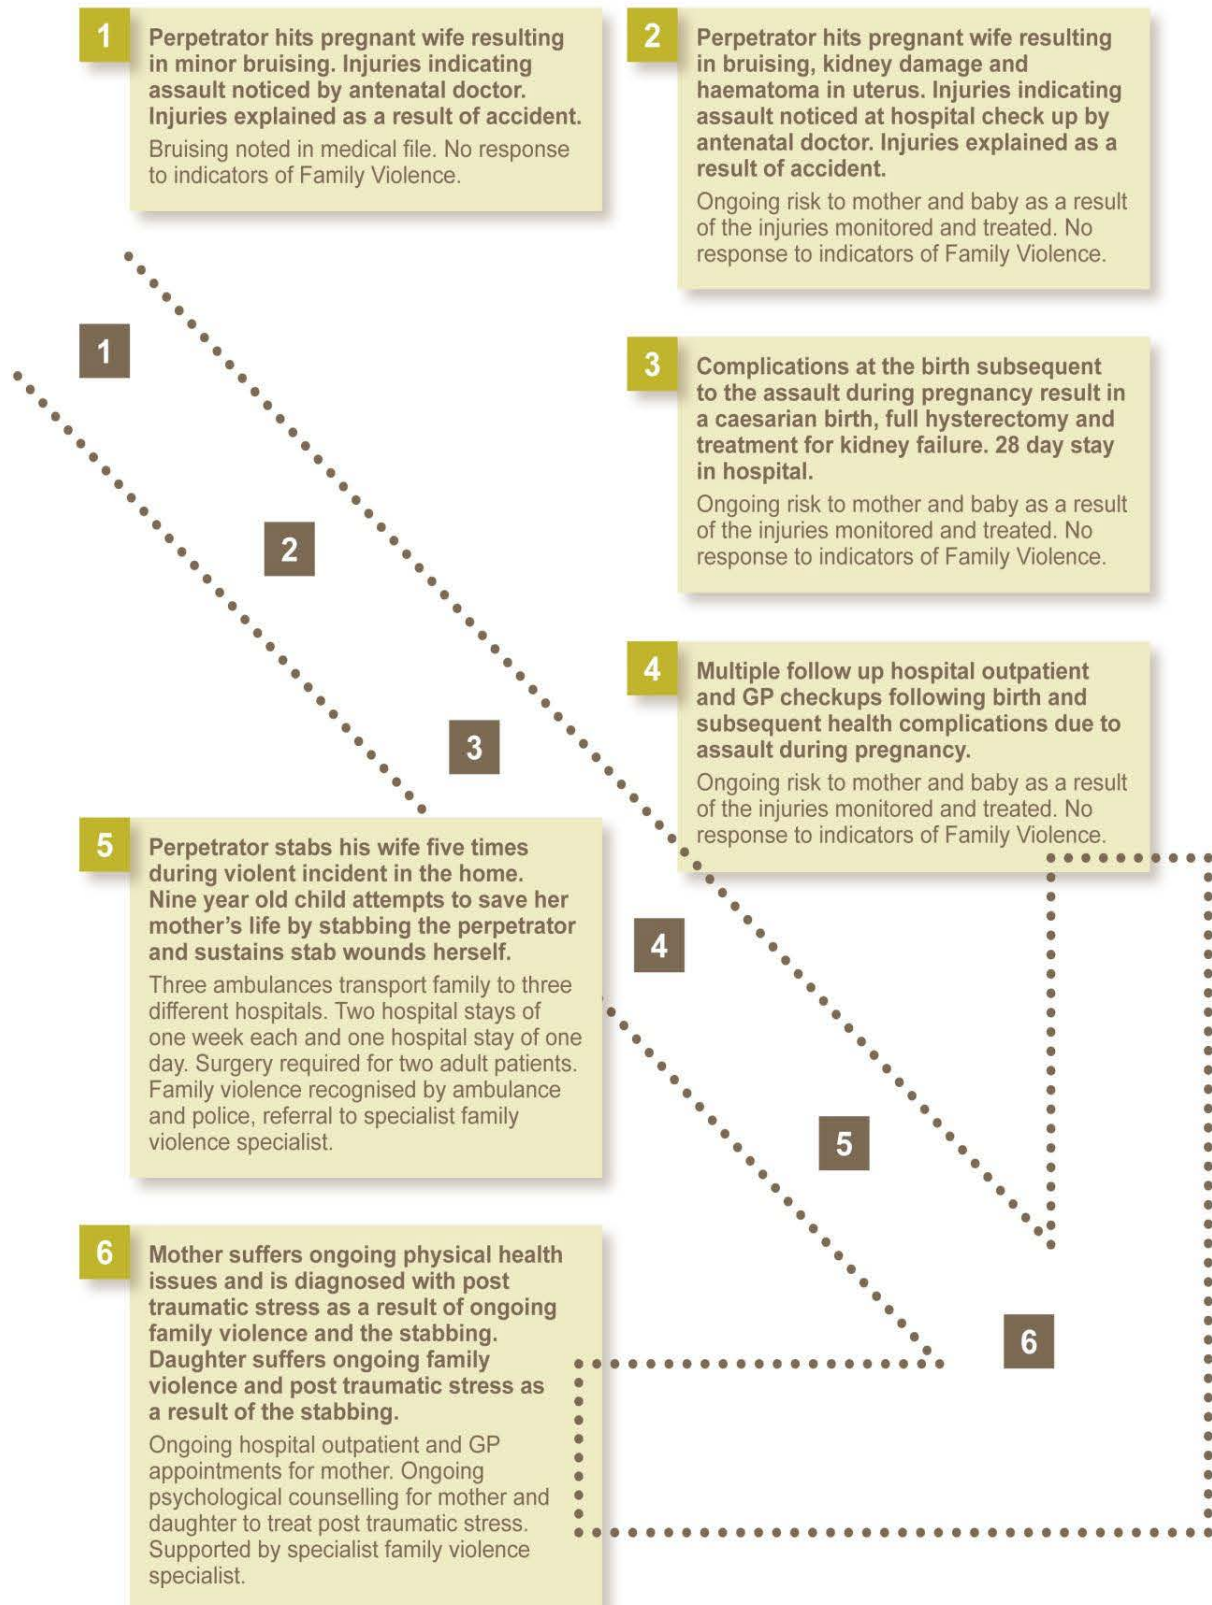 1
Perpetrator hits pregnant wife resulting
in minor bruising. Injuries indicating
assault noticed by antenatal doctor.
Injuries explained as a result of accident.
Bruising noted in medical file. No response
to indicators of Family Violence.
2
Perpetrator hits pregnant wife resulting
in bruising, kidney damage and
haematoma in uterus. Injuries indicating
assault noticed at hospital check up by
antenatal doctor. Injuries explained as a
result of accident.
Ongoing risk to mother and baby as a result
of the injuries monitored and treated. No
response to indicators of Family Violence.
3
Complications at the birth subsequent
to the assault during pregnancy result in
a caesarian birth, full hysterectomy and
treatment for kidney failure. 28 day stay
in hospital.
Ongoing risk to mother and baby as a result
of the injuries monitored and treated. No
response to indicators of Family Violence.
4
Multiple follow up hospital outpatient
and GP checkups following birth and
subsequent health complications due to
assault during pregnancy.
Ongoing risk to mother and baby as a result
of the injuries monitored and treated. No
response to indicators of Family Violence.
5
Perpetrator stabs his wife five times
during violent incident in the home.
Nine year old child attempts to save her
mother's life by stabbing the perpetrator
and sustains stab wounds herself.
Three ambulances transport family to three
different hospitals. Two hospital stays of
one week each and one hospital stay of one
day. Surgery required for two adult patients.
Family violence recognised by ambulance
and police, referral to specialist family
violence specialist.
6
Mother suffers ongoing physical health
issues and is diagnosed with post
traumatic stress as a result of ongoing
family violence and the stabbing.
Daughter suffers ongoing family
violence and post traumatic stress as
a result of the stabbing.
Ongoing hospital outpatient and GP
appointments for mother. Ongoing
psychological counselling for mother and
daughter to treat post traumatic stress.
Supported by specialist family violence
specialist.
1
2
3
4
5
6